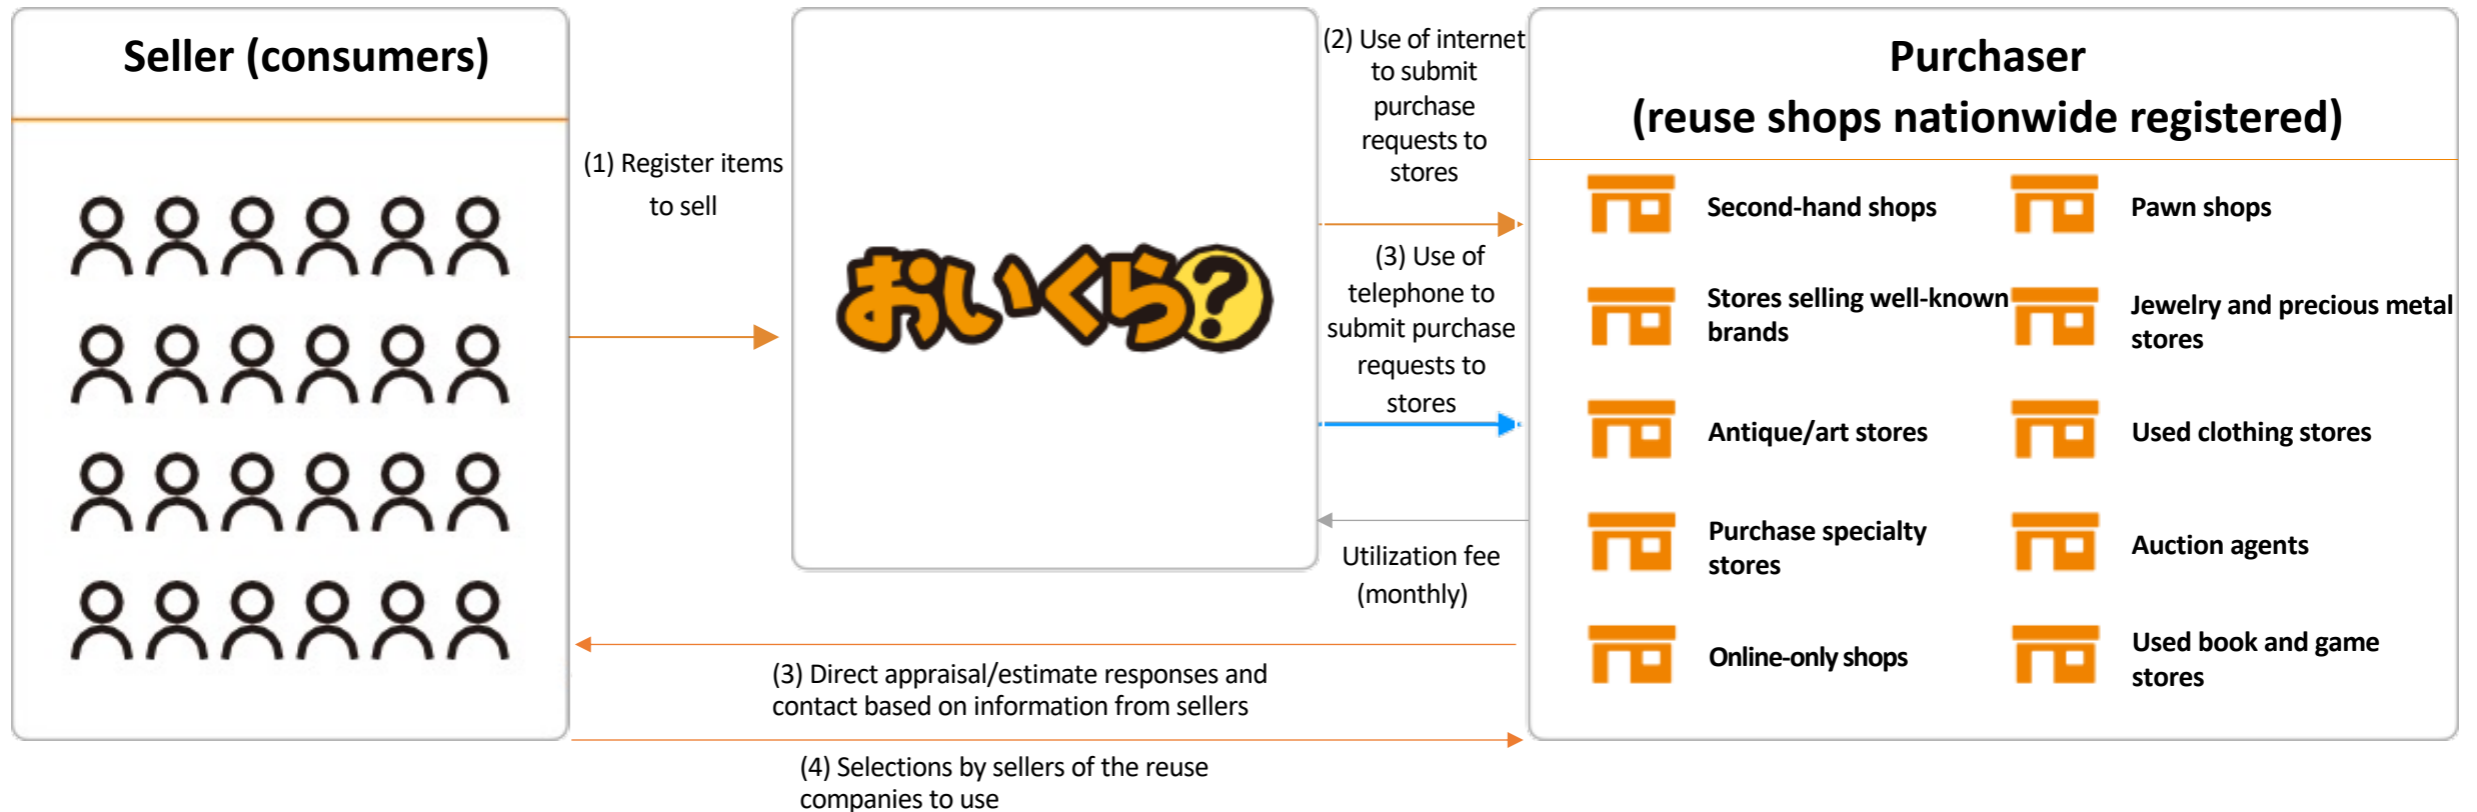 Seller (consumers)
(1) Register items
to sell
おいくら?
(2) Use of internet
to submit
purchase
requests to
stores
(3) Use of
telephone to
submit purchase
requests to
stores
Utilization fee
(monthly)
(3) Direct appraisal/estimate responses and
contact based on information from sellers
(4) Selections by sellers of the reuse
companies to use
Purchaser
(reuse shops nationwide registered)
Second-hand shops
Pawn shops
Stores selling well-known
brands
Jewelry and precious metal
stores
Antique/art stores
Used clothing stores
Purchase specialty
stores
Auction agents
Online-only shops
Used book and game
stores